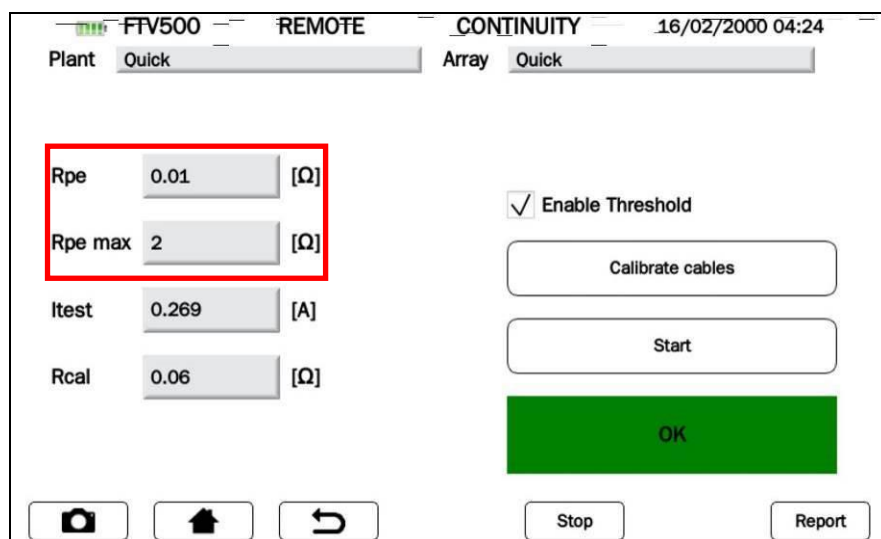 FTV500 REMOTE CONTINUITY 16/02/2000 04:24
Plant Quick Array Quick
Rpe 0.01 [Ω]
Enable Threshold
Rpe max 2 [Ω]
Calibrate cables
Itest 0.269 [A]
Start
Rcal 0.06 [Ω]
OK
Stop Report